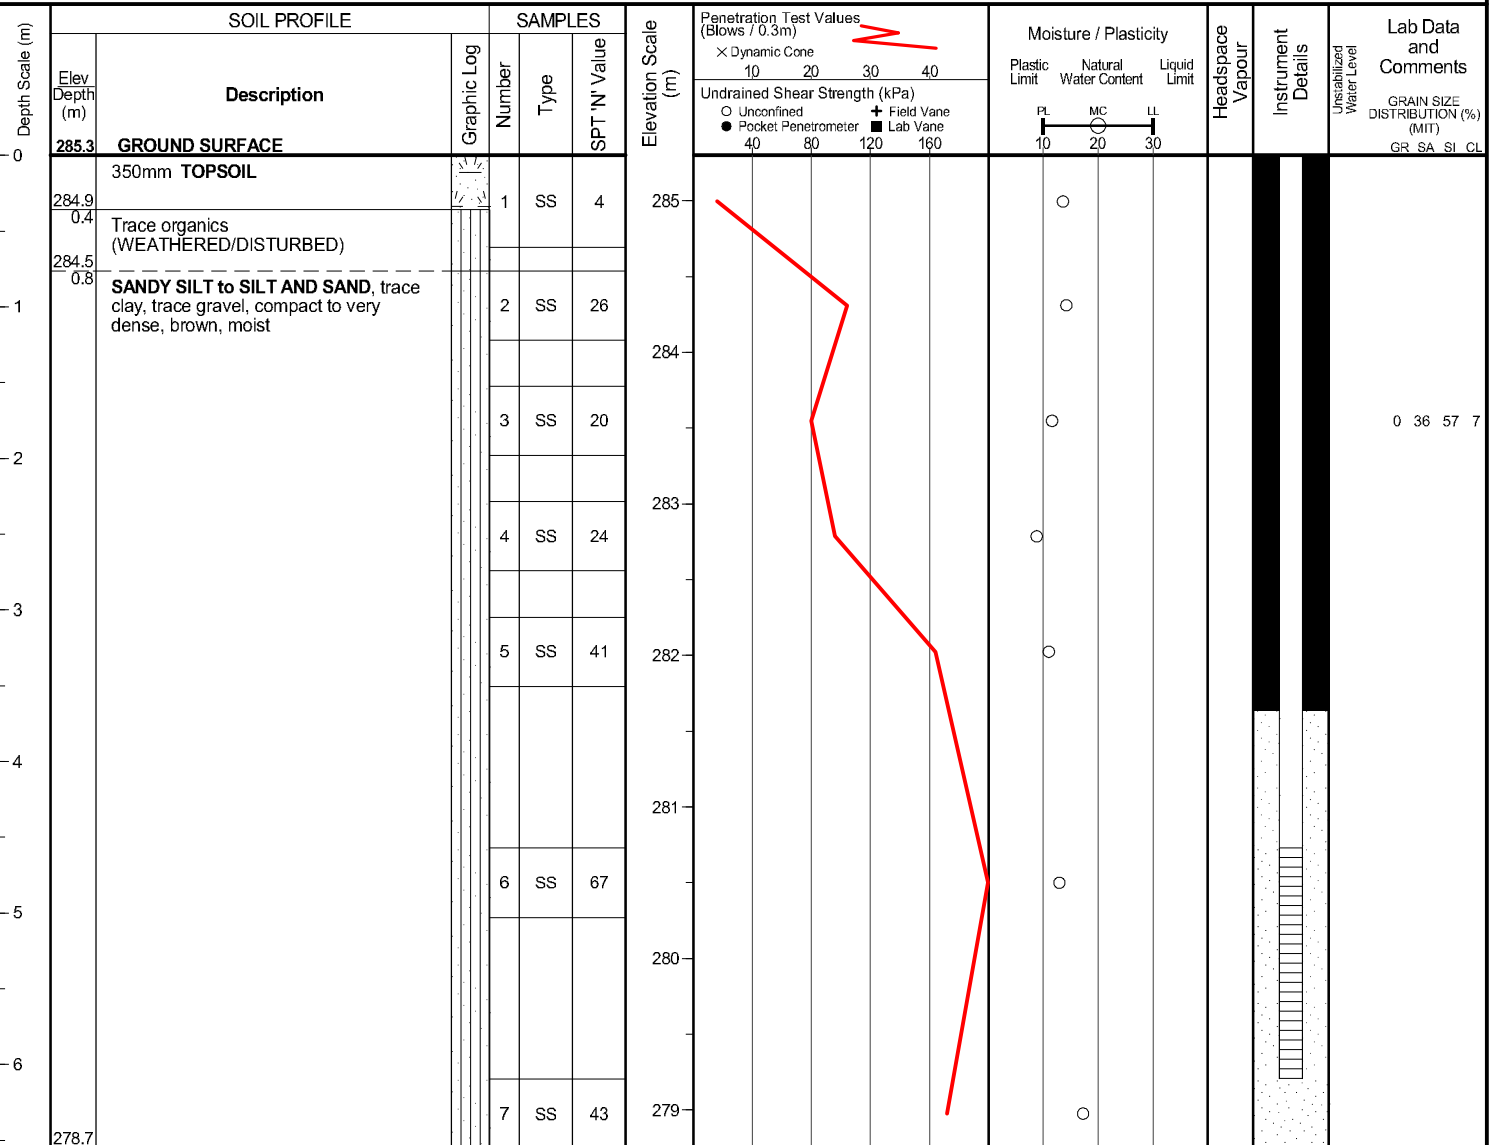 SOIL PROFILE
SAMPLES
Depth Scale (m)
Elev
Depth
(m)
Description
Graphic Log
Number
Type
SPT 'N' Value
Elevation Scale
(m)
Penetration Test Values
(Blows / 0.3m)
× Dynamic Cone
10 20 30 40
Undrained Shear Strength (kPa)
Unconfined
Field Vane
Pocket Penetrometer
Lab Vane
40 80 120 160
Moisture / Plasticity
Plastic
Limit
Natural
Water Content
Liquid
Limit
PL MC LL
10 20 30
Headspace
Vapour
Instrument
Details
Unstabilized
Water Level
Lab Data
and
Comments
GRAIN SIZE
DISTRIBUTION (%)
(MIT)
GR SA SI CL
285.3 GROUND SURFACE
0
350mm TOPSOIL
284.9
0.4
1 SS 4
285
Trace organics
(WEATHERED/DISTURBED)
284.5
0.8
SANDY SILT to SILT AND SAND, trace
clay, trace gravel, compact to very
dense, brown, moist
1
2 SS 26
284
3 SS 20
0 36 57 7
2
283
4 SS 24
3
5 SS 41
282
4
281
6 SS 67
5
280
6
7 SS 43
279
278.7